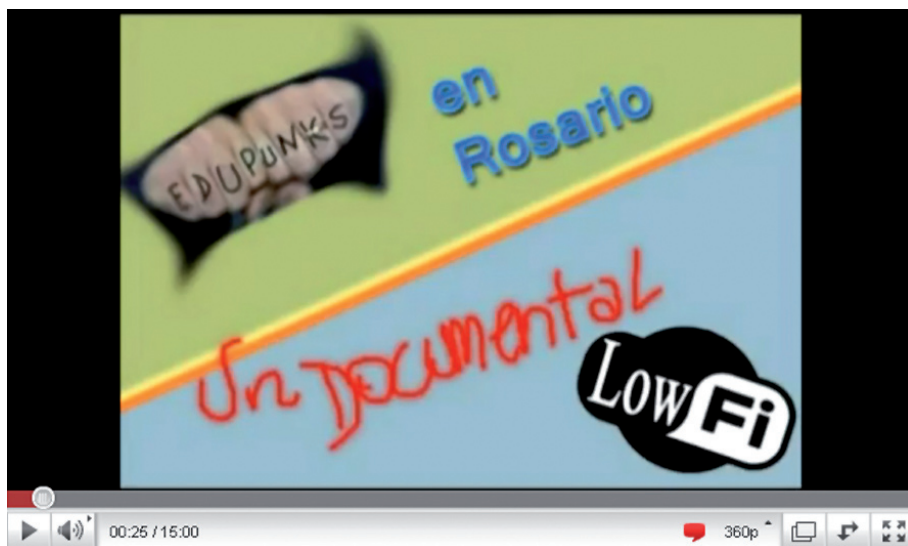 EDUPUNKS
en
Rosario
Un Documental
Low Fi
00:25 / 15:00
360p